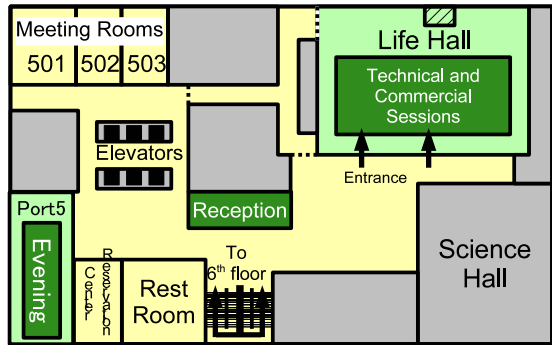 Meeting Rooms
501 502 503
Life Hall
Technical and
Commercial
Sessions
Elevators
Entrance
Port5
Reception
Evening
Reservation
Center
Rest
Room
To
6th floor
Science
Hall